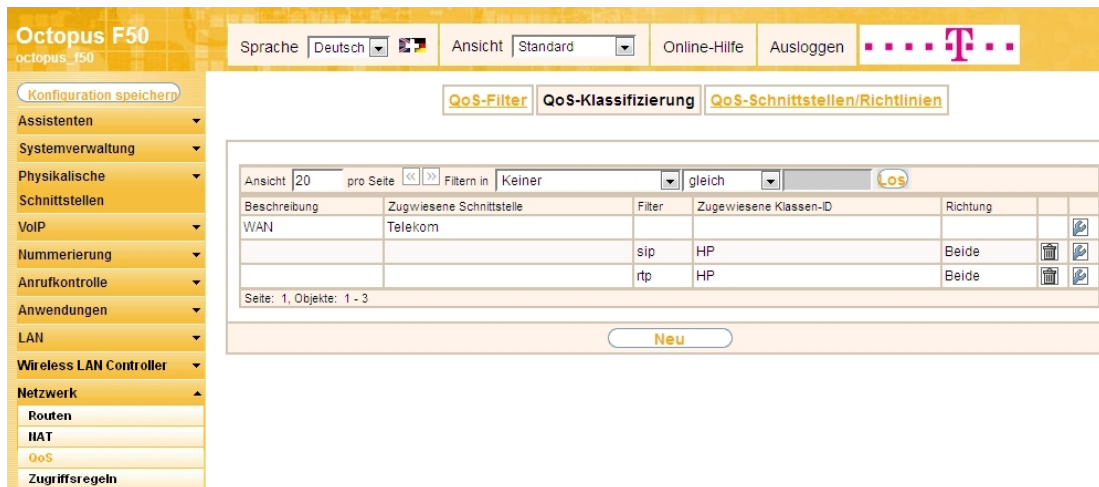 Octopus F50
octopus_f50
Sprache Deutsch Ansicht Standard Online-Hilfe Ausloggen T
Konfiguration speichern
Assistenten
Systemverwaltung
Physikalische
Schnittstellen
VoIP
Nummerierung
Anrufkontrolle
Anwendungen
LAN
Wireless LAN Controller
Netzwerk
Routen
NAT
QoS
Zugriffsregeln
QoS-Filter QoS-Klassifizierung QoS-Schnittstellen/Richtlinien
Ansicht 20 pro Seite << >> Filtern in Keiner gleich Los
Beschreibung Zugwiesene Schnittstelle Filter Zugewiesene Klassen-ID Richtung
WAN Telekom
sip HP Beide
rtp HP Beide
Seite: 1, Objekte: 1 - 3
Neu